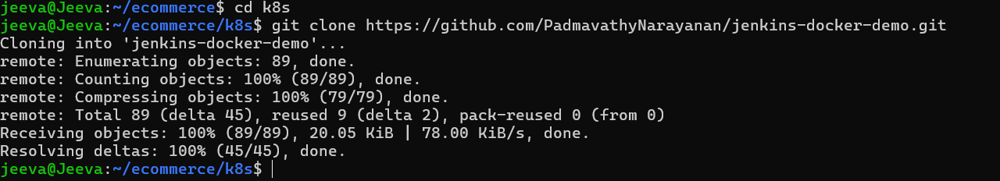 jeeva@Jeeva:~/ecommerce$ cd k8s
jeeva@Jeeva:~/ecommerce/k8s$ git clone https://github.com/PadmavathyNarayanan/jenkins-docker-demo.git
Cloning into 'jenkins-docker-demo'...
remote: Enumerating objects: 89, done.
remote: Counting objects: 100% (89/89), done.
remote: Compressing objects: 100% (79/79), done.
remote: Total 89 (delta 45), reused 9 (delta 2), pack-reused 0 (from 0)
Receiving objects: 100% (89/89), 20.05 KiB | 78.00 KiB/s, done.
Resolving deltas: 100% (45/45), done.
jeeva@Jeeva:~/ecommerce/k8s$